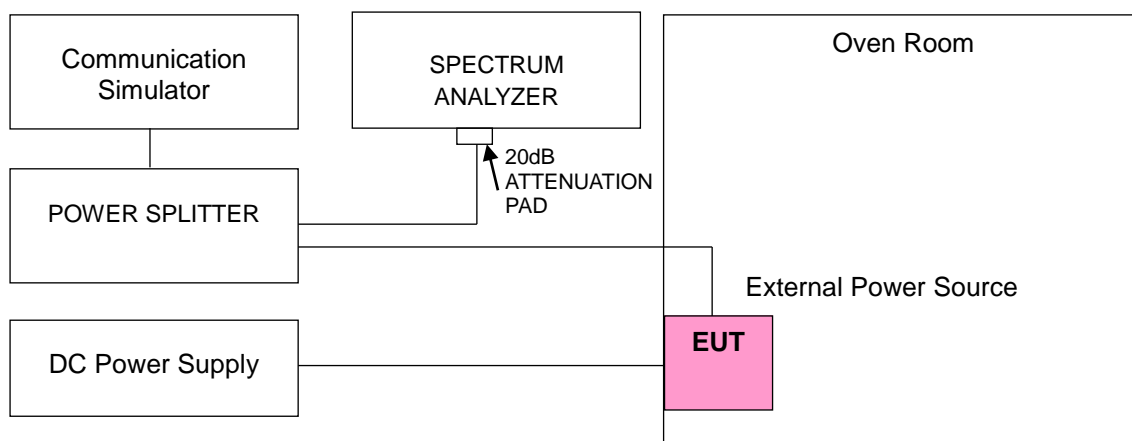 Communication
Simulator
SPECTRUM
ANALYZER
Oven Room
20dB
ATTENUATION
PAD
POWER SPLITTER
External Power Source
EUT
DC Power Supply